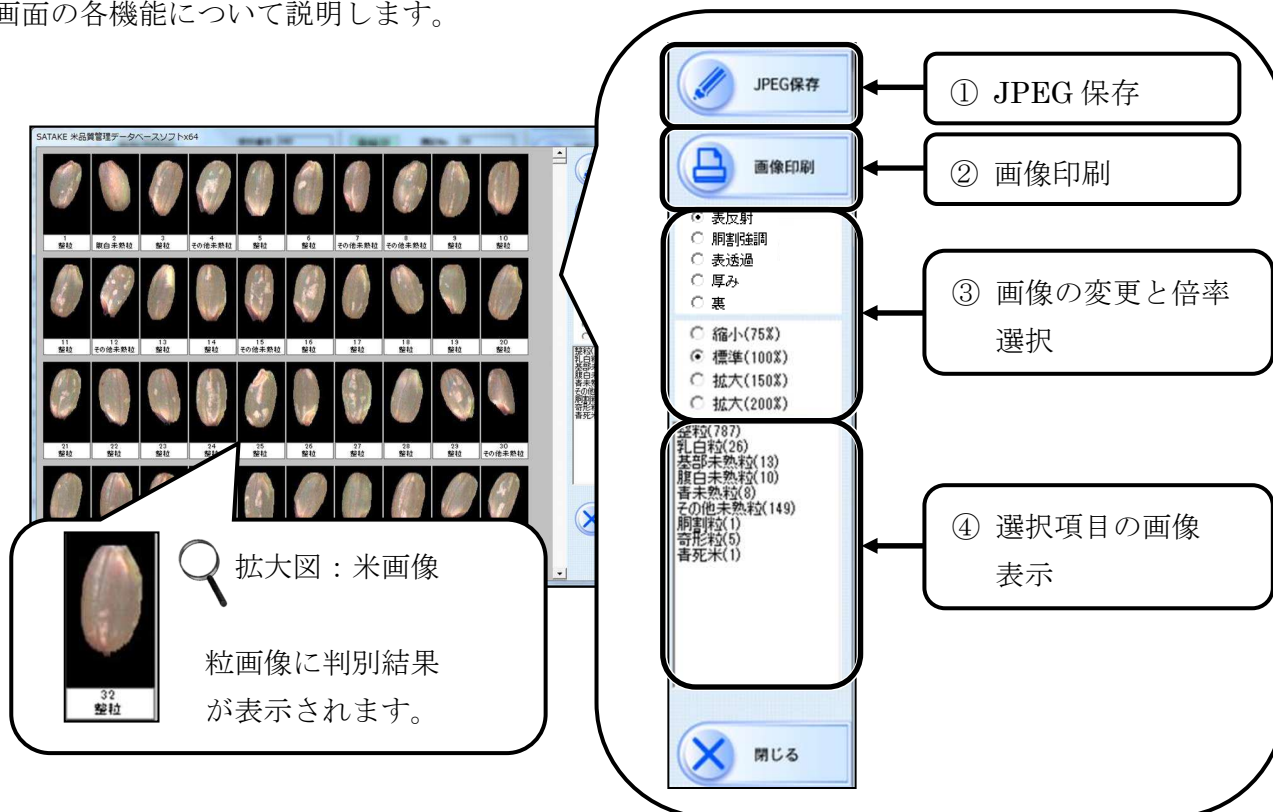 画面の各機能について説明します。
SATAKE 米品質管理データベースソフトx64
1 2 3 4 5 6 7 8 9 10
整粒 腹白未熟粒 整粒 その他未熟粒 整粒 整粒 その他未熟粒 その他未熟粒 整粒 整粒
11 12 13 14 15 16 17 18 19 20
整粒 その他未熟粒 整粒 整粒 その他未熟粒 整粒 整粒 整粒 整粒 整粒
21 22 23 24 25 26 27 28 29 30
整粒 整粒 整粒 整粒 整粒 整粒 整粒 整粒 整粒 その他未熟粒
拡大図：米画像
粒画像に判別結果
が表示されます。
32
整粒
JPEG保存
画像印刷
表反射
胴割強調
表透過
厚み
裏
縮小(75%)
標準(100%)
拡大(150%)
拡大(200%)
整粒(787)
乳白粒(26)
基部未熟粒(13)
腹白未熟粒(10)
青未熟粒(8)
その他未熟粒(149)
胴割粒(1)
奇形粒(5)
青死米(1)
閉じる
① JPEG 保存
② 画像印刷
③ 画像の変更と倍率
選択
④ 選択項目の画像
表示